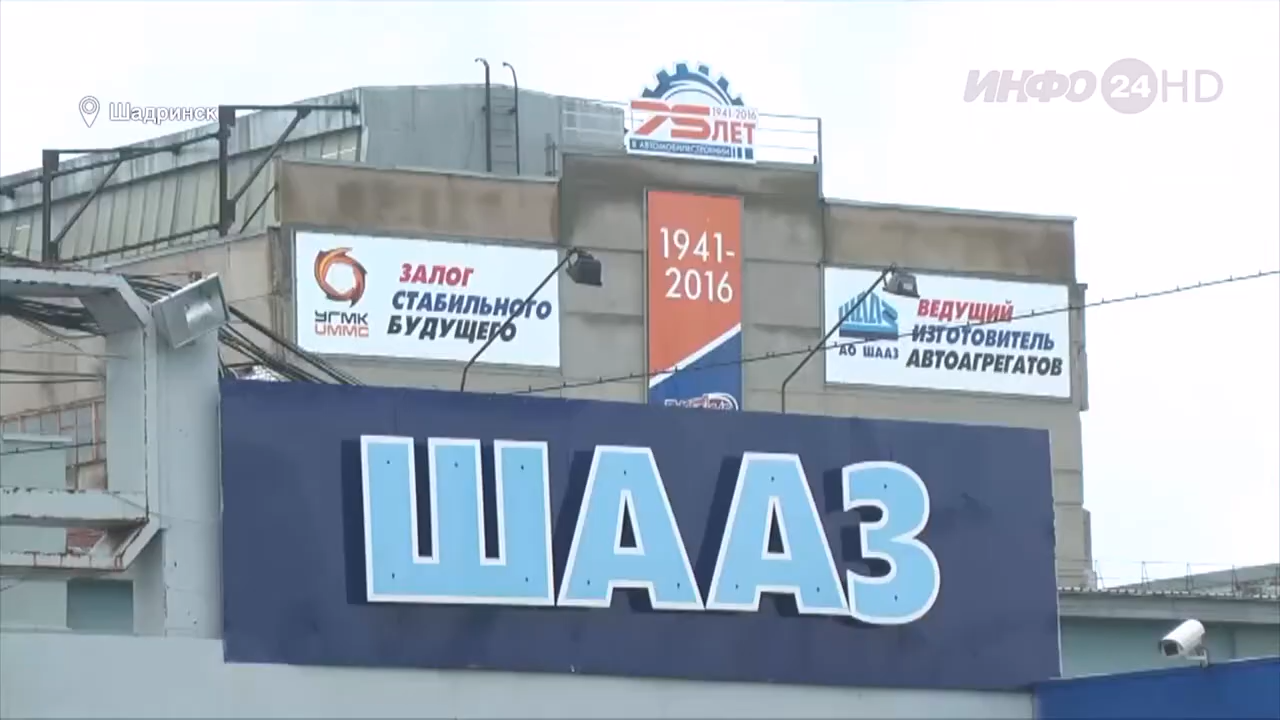 Шадринск
ИНФО 24 HD
75 ЛЕТ
1941-2016
В АВТОМОБИЛЕСТРОЕНИИ
1941-
2016
УГМК
UMMC
ЗАЛОГ
СТАБИЛЬНОГО
БУДУЩЕГО
ШААЗ
АО ШААЗ
ВЕДУЩИЙ
ИЗГОТОВИТЕЛЬ
АВТОАГРЕГАТОВ
ШААЗ